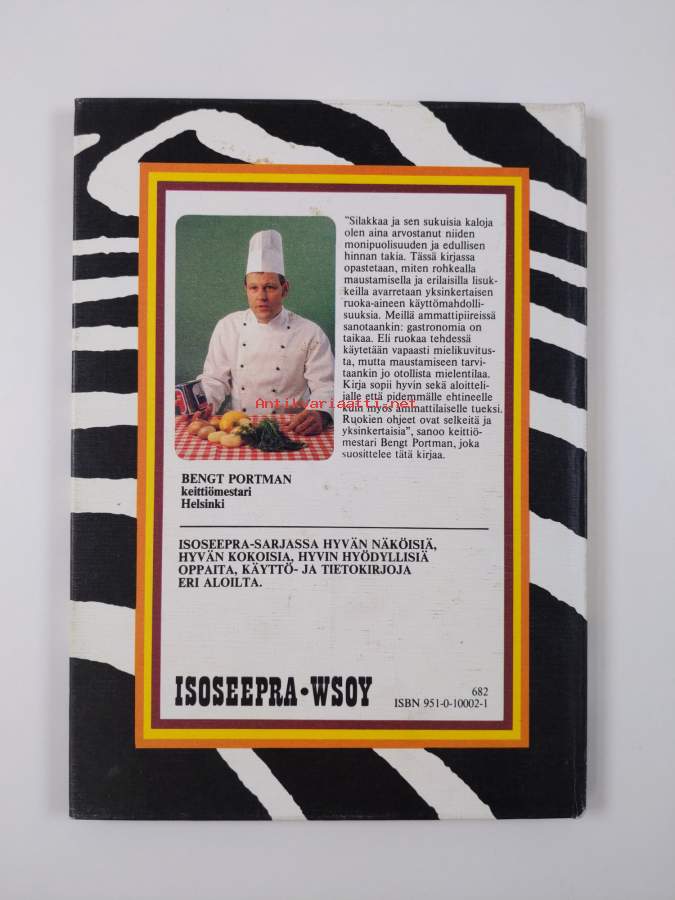 "Silakkaa ja sen sukuisia kaloja
olen aina arvostanut niiden
monipuolisuuden ja edullisen
hinnan takia. Tässä kirjassa
opastetaan, miten rohkealla
maustamisella ja erilaisilla lisuk-
keilla avarretaan yksinkertaisen
ruoka-aineen käyttömahdolli-
suuksia. Meillä ammattipiireissä
sanotaankin: gastronomia on
taikaa. Eli ruokaa tehdessä
käytetään vapaasti mielikuvitus-
ta, mutta maustamiseen tarvi-
taankin jo otollista mielentilaa.
Kirja sopii hyvin sekä aloitteli-
jalle että pidemmälle ehtineelle
kuin myös ammattilaiselle tueksi.
Ruokien ohjeet ovat selkeitä ja
yksinkertaisia", sanoo keittiö-
mestari Bengt Portman, joka
suosittelee tätä kirjaa.
Antikvariaatti.net
BENGT PORTMAN
keittiömestari
Helsinki
ISOSEEPRA-SARJASSA HYVÄN NÄKÖISIÄ,
HYVÄN KOKOISIA, HYVIN HYÖDYLLISIÄ
OPPAITA, KÄYTTÖ- JA TIETOKIRJOJA
ERI ALOILTA.
ISOSEEPRA•WSOY
682
ISBN 951-0-10002-1